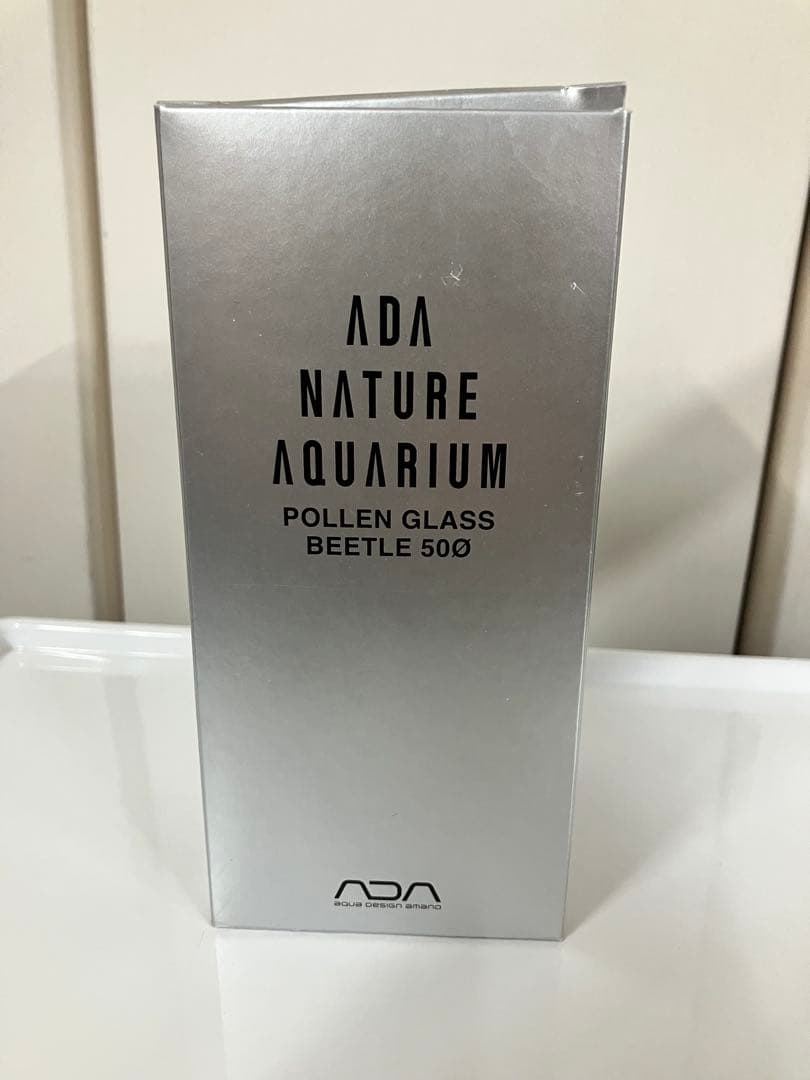 ADA
NATURE
AQUARIUM
POLLEN GLASS
BEETLE 50Ø
ADA
aqua design amano